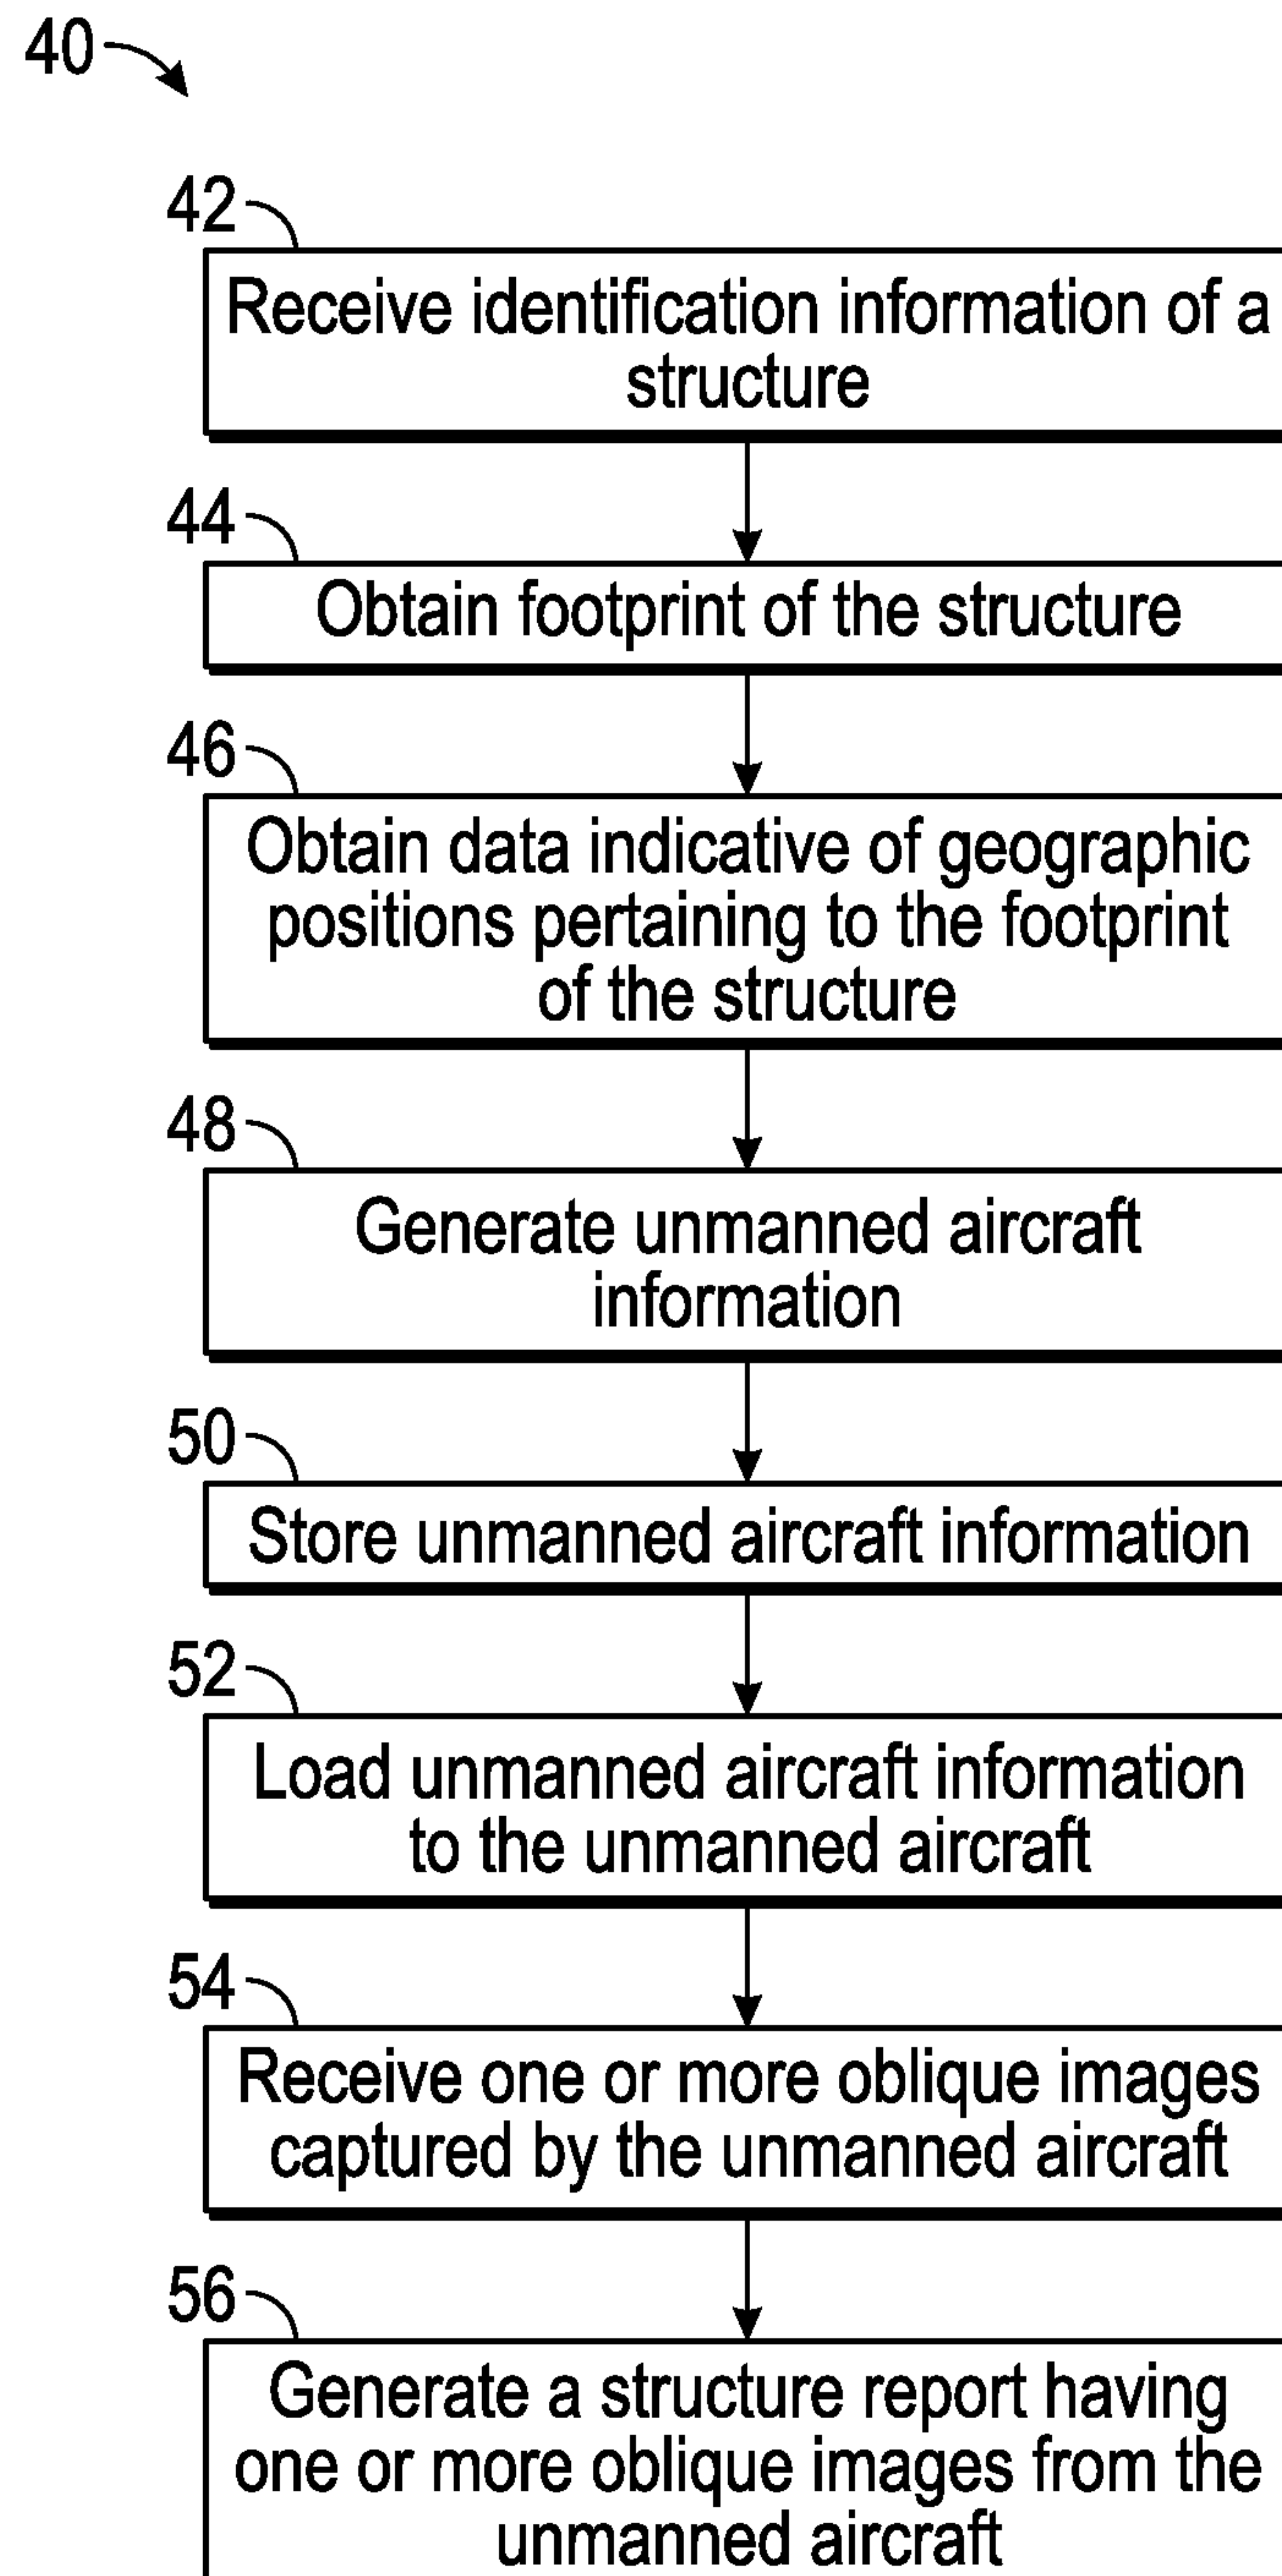 40
42
Receive identification information of a
structure
44
Obtain footprint of the structure
46
Obtain data indicative of geographic
positions pertaining to the footprint
of the structure
48
Generate unmanned aircraft
information
50
Store unmanned aircraft information
52
Load unmanned aircraft information
to the unmanned aircraft
54
Receive one or more oblique images
captured by the unmanned aircraft
56
Generate a structure report having
one or more oblique images from the
unmanned aircraft